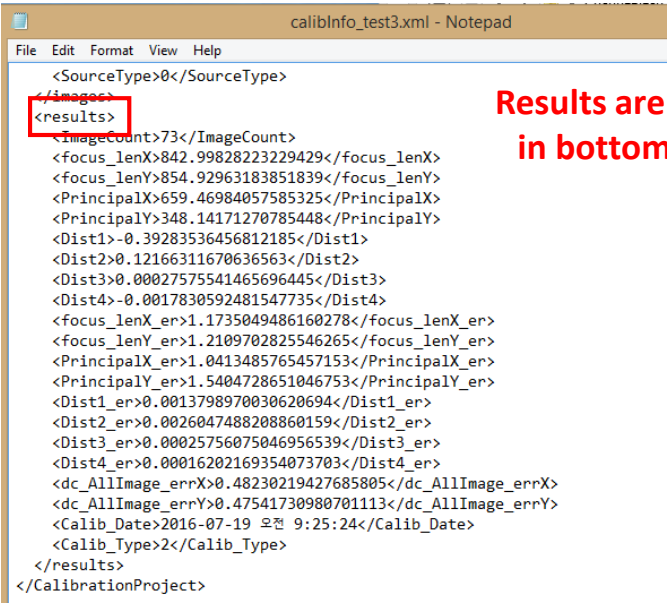 calibInfo_test3.xml - Notepad
File Edit Format View Help
<SourceType>0</SourceType>
</images>
<results>
<ImageCount>73</ImageCount>
<focus_lenX>842.99828223229429</focus_lenX>
<focus_lenY>854.92963183851839</focus_lenY>
<PrincipalX>659.46984057585325</PrincipalX>
<PrincipalY>348.14171270785448</PrincipalY>
<Dist1>-0.39283536456812185</Dist1>
<Dist2>0.12166311670636563</Dist2>
<Dist3>0.00027575541465696445</Dist3>
<Dist4>-0.0017830592481547735</Dist4>
<focus_lenX_er>1.1735049486160278</focus_lenX_er>
<focus_lenY_er>1.2109702825546265</focus_lenY_er>
<PrincipalX_er>1.0413485765457153</PrincipalX_er>
<PrincipalY_er>1.5404728651046753</PrincipalY_er>
<Dist1_er>0.0013798970030620694</Dist1_er>
<Dist2_er>0.0026047488208860159</Dist2_er>
<Dist3_er>0.00025756075046956539</Dist3_er>
<Dist4_er>0.00016202169354073703</Dist4_er>
<dc_AllImage_errX>0.48230219427685805</dc_AllImage_errX>
<dc_AllImage_errY>0.47541730980701113</dc_AllImage_errY>
<Calib_Date>2016-07-19 오전 9:25:24</Calib_Date>
<Calib_Type>2</Calib_Type>
</results>
</CalibrationProject>
Results are
in bottom